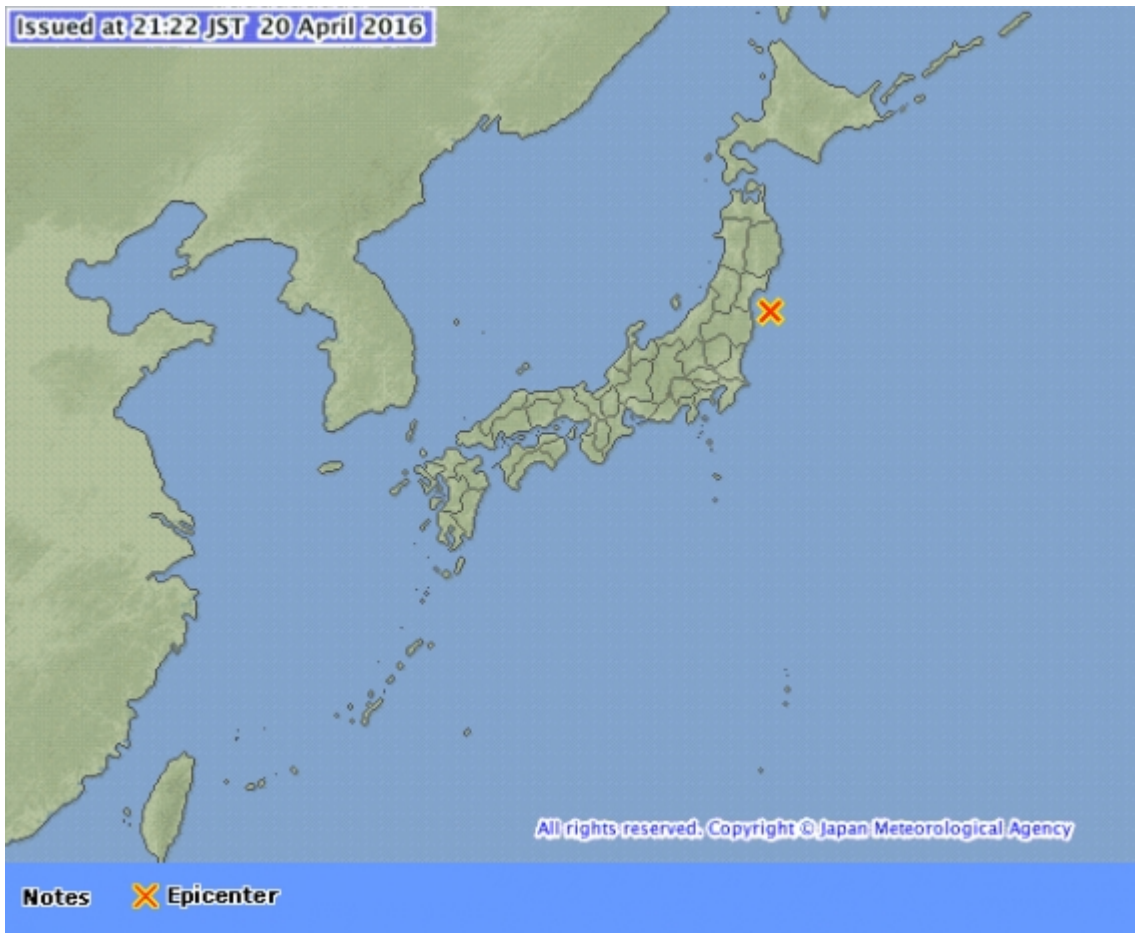 Issued at 21:22 JST 20 April 2016
All rights reserved. Copyright © Japan Meteorological Agency
Notes Epicenter